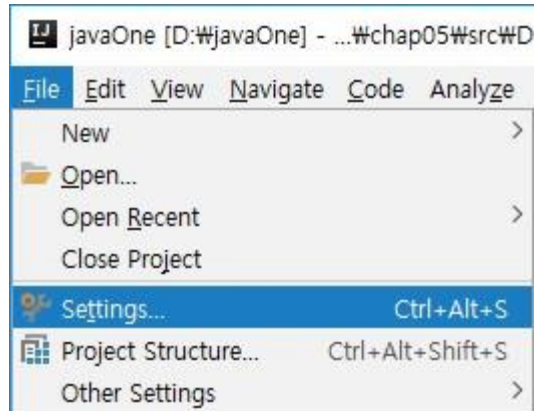 IJ javaOne [D:₩javaOne] - ...₩chap05₩src₩D
File Edit View Navigate Code Analyze
New
Open...
Open Recent
Close Project
Settings... Ctrl+Alt+S
Project Structure... Ctrl+Alt+Shift+S
Other Settings